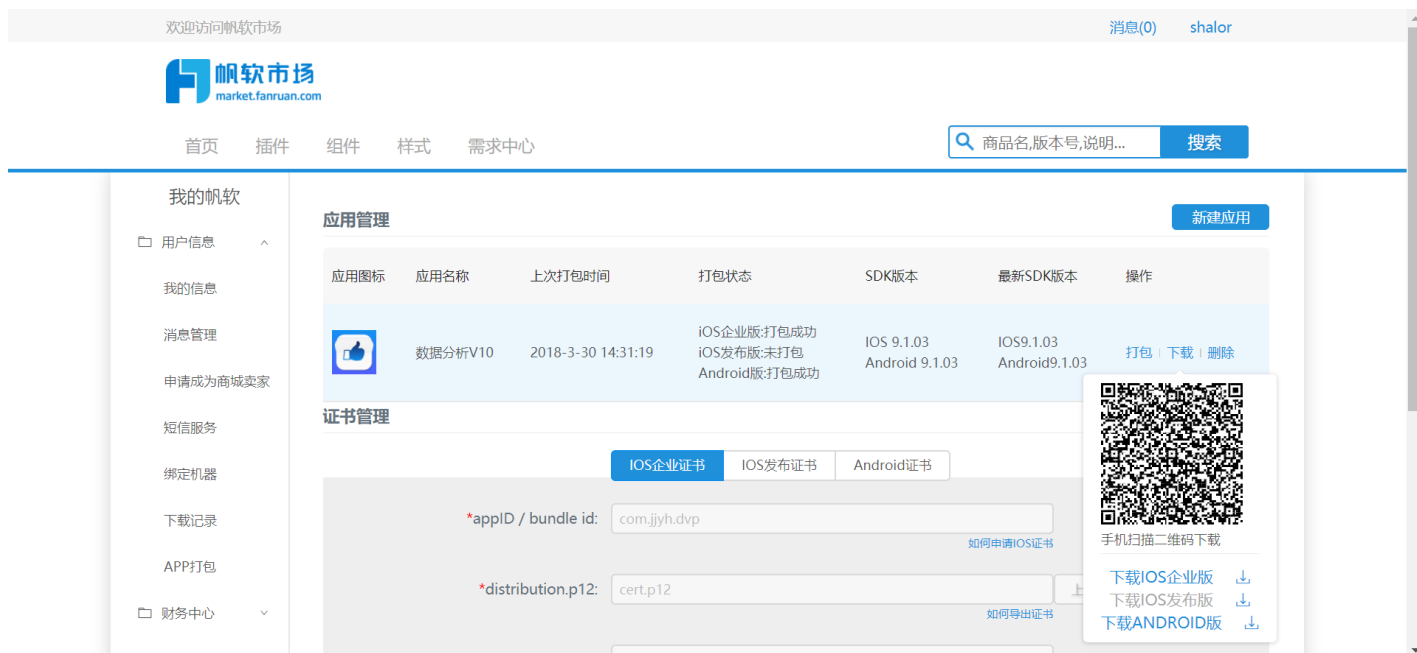 欢迎访问帆软市场 消息(0) shalor
帆软市场
market.fanruan.com
首页 插件 组件 样式 需求中心 商品名,版本号,说明... 搜索
我的帆软
用户信息
我的信息
消息管理
申请成为商城卖家
短信服务
绑定机器
下载记录
APP打包
财务中心
应用管理 新建应用
应用图标 应用名称 上次打包时间 打包状态 SDK版本 最新SDK版本 操作
数据分析V10 2018-3-30 14:31:19
iOS企业版:打包成功
iOS发布版:未打包
Android版:打包成功
IOS 9.1.03
Android 9.1.03
IOS9.1.03
Android9.1.03
打包 下载 删除
手机扫描二维码下载
下载IOS企业版
下载IOS发布版
下载ANDROID版
证书管理
IOS企业证书 IOS发布证书 Android证书
*appID / bundle id: com.jjyh.dvp
如何申请IOS证书
*distribution.p12: cert.p12 上
如何导出证书